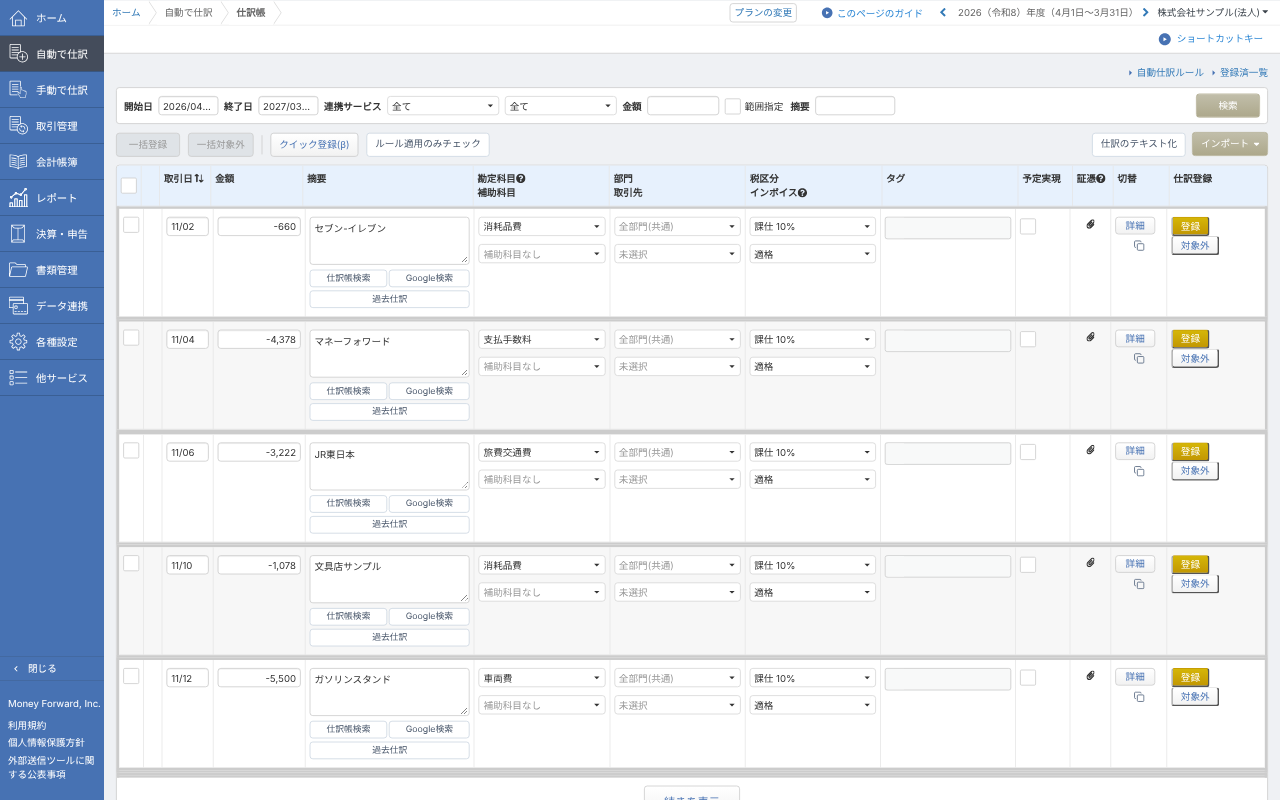 ホーム
自動で仕訳
手動で仕訳
取引管理
会計帳簿
レポート
決算・申告
書類管理
データ連携
各種設定
他サービス
閉じる
Money Forward, Inc.
利用規約
個人情報保護方針
外部送信ツールに関
する公表事項
ホーム 自動で仕訳 仕訳帳 プランの変更 このページのガイド 2026（令和8）年度（4月1日〜3月31日） 株式会社サンプル(法人)
ショートカットキー
自動仕訳ルール 登録済一覧
開始日 2026/04... 終了日 2027/03... 連携サービス 全て 全て 金額 範囲指定 摘要 検索
一括登録 一括対象外 クイック登録(β) ルール適用のみチェック 仕訳のテキスト化 インポート
取引日 金額 摘要 勘定科目 部門 税区分 タグ 予定実現 証憑 切替 仕訳登録
補助科目 取引先 インボイス
11/02 -660 セブン-イレブン 消耗品費 全部門(共通) 課仕 10% 詳細 登録
補助科目なし 未選択 適格 対象外
仕訳帳検索 Google検索
過去仕訳
11/04 -4,378 マネーフォワード 支払手数料 全部門(共通) 課仕 10% 詳細 登録
補助科目なし 未選択 適格 対象外
仕訳帳検索 Google検索
過去仕訳
11/06 -3,222 JR東日本 旅費交通費 全部門(共通) 課仕 10% 詳細 登録
補助科目なし 未選択 適格 対象外
仕訳帳検索 Google検索
過去仕訳
11/10 -1,078 文具店サンプル 消耗品費 全部門(共通) 課仕 10% 詳細 登録
補助科目なし 未選択 適格 対象外
仕訳帳検索 Google検索
過去仕訳
11/12 -5,500 ガソリンスタンド 車両費 全部門(共通) 課仕 10% 詳細 登録
補助科目なし 未選択 適格 対象外
仕訳帳検索 Google検索
過去仕訳